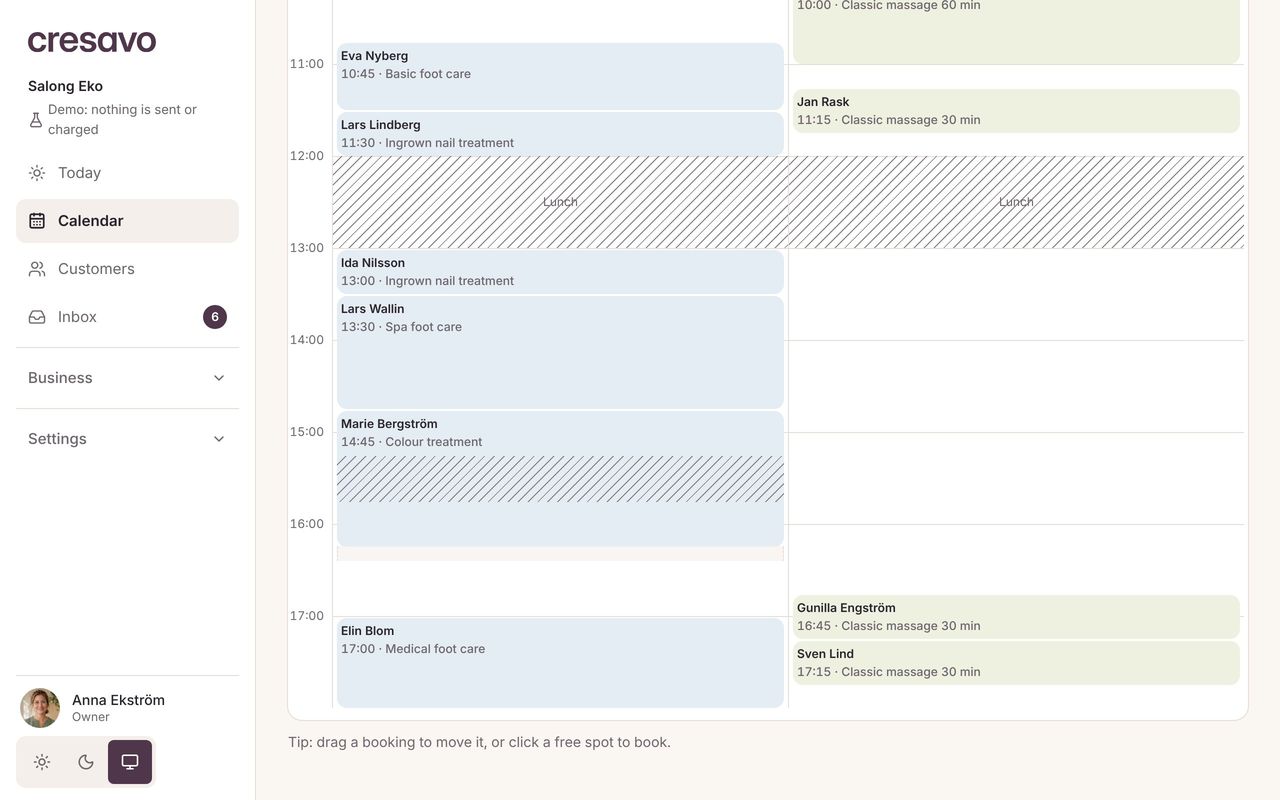 cresavo
Salong Eko
Demo: nothing is sent or
charged
Today
Calendar
Customers
Inbox
6
Business
Settings
Anna Ekström
Owner
10:00 · Classic massage 60 min
Eva Nyberg
10:45 · Basic foot care
11:00
Jan Rask
11:15 · Classic massage 30 min
Lars Lindberg
11:30 · Ingrown nail treatment
12:00
Lunch
Lunch
13:00
Ida Nilsson
13:00 · Ingrown nail treatment
Lars Wallin
13:30 · Spa foot care
14:00
Marie Bergström
14:45 · Colour treatment
15:00
16:00
Gunilla Engström
16:45 · Classic massage 30 min
17:00
Elin Blom
17:00 · Medical foot care
Sven Lind
17:15 · Classic massage 30 min
Tip: drag a booking to move it, or click a free spot to book.